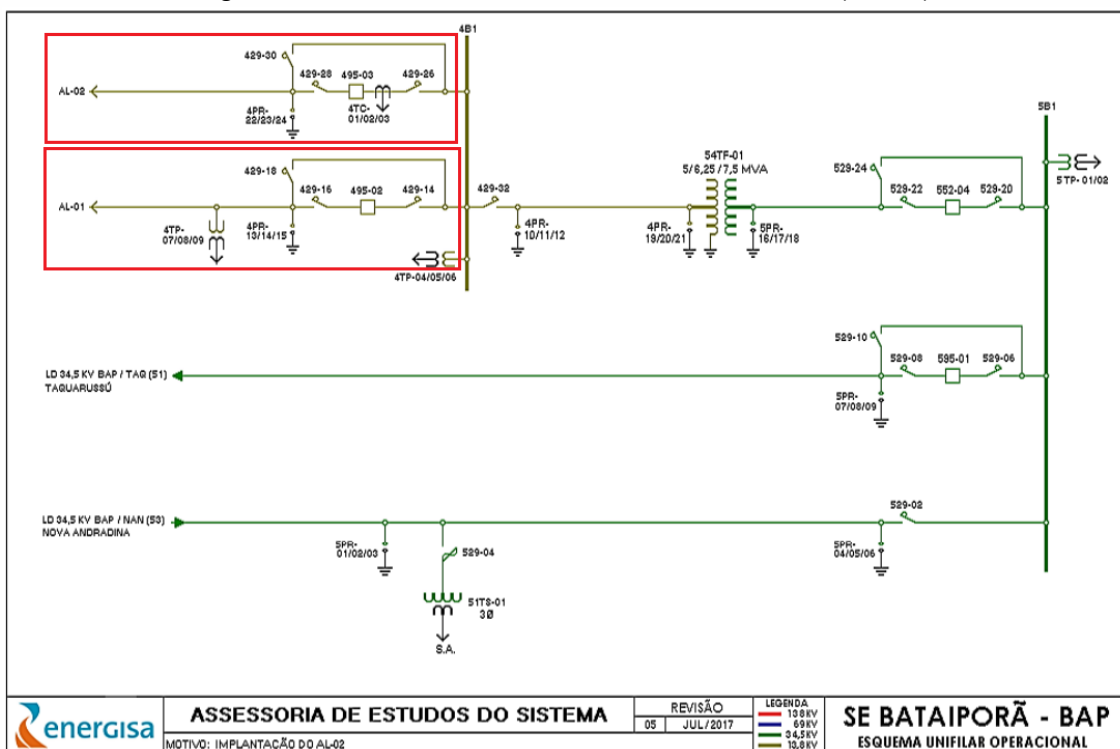 4B1
429-30
429-28
495-03
429-26
AL-02
4PR-
22/23/24
4TC-
01/02/03
5B1
54TF-01
5/6,25/7,5 MVA
5TP-01/02
429-18
429-16
495-02
429-14
429-32
529-24
529-22
552-04
529-20
AL-01
4TP-
07/08/09
4PR-
13/14/15
4PR-
10/11/12
4PR-
19/20/21
5PR-
16/17/18
4TP-04/05/06
529-10
529-08
595-01
529-06
LD 34,5 KV BAP / TAQ (51)
TAQUARUSSÚ
5PR-
07/08/09
529-02
LD 34,5 KV BAP / NAN (53)
NOVA ANDRADINA
5PR-
01/02/03
529-04
5PR-
04/05/06
51TS-01
3Ø
S.A.
energisa
ASSESSORIA DE ESTUDOS DO SISTEMA
MOTIVO: IMPLANTAÇÃO DO AL-02
REVISÃO
05 JUL/2017
LEGENDA
138KV
69KV
34,5KV
13,8KV
SE BATAIPORÃ - BAP
ESQUEMA UNIFILAR OPERACIONAL